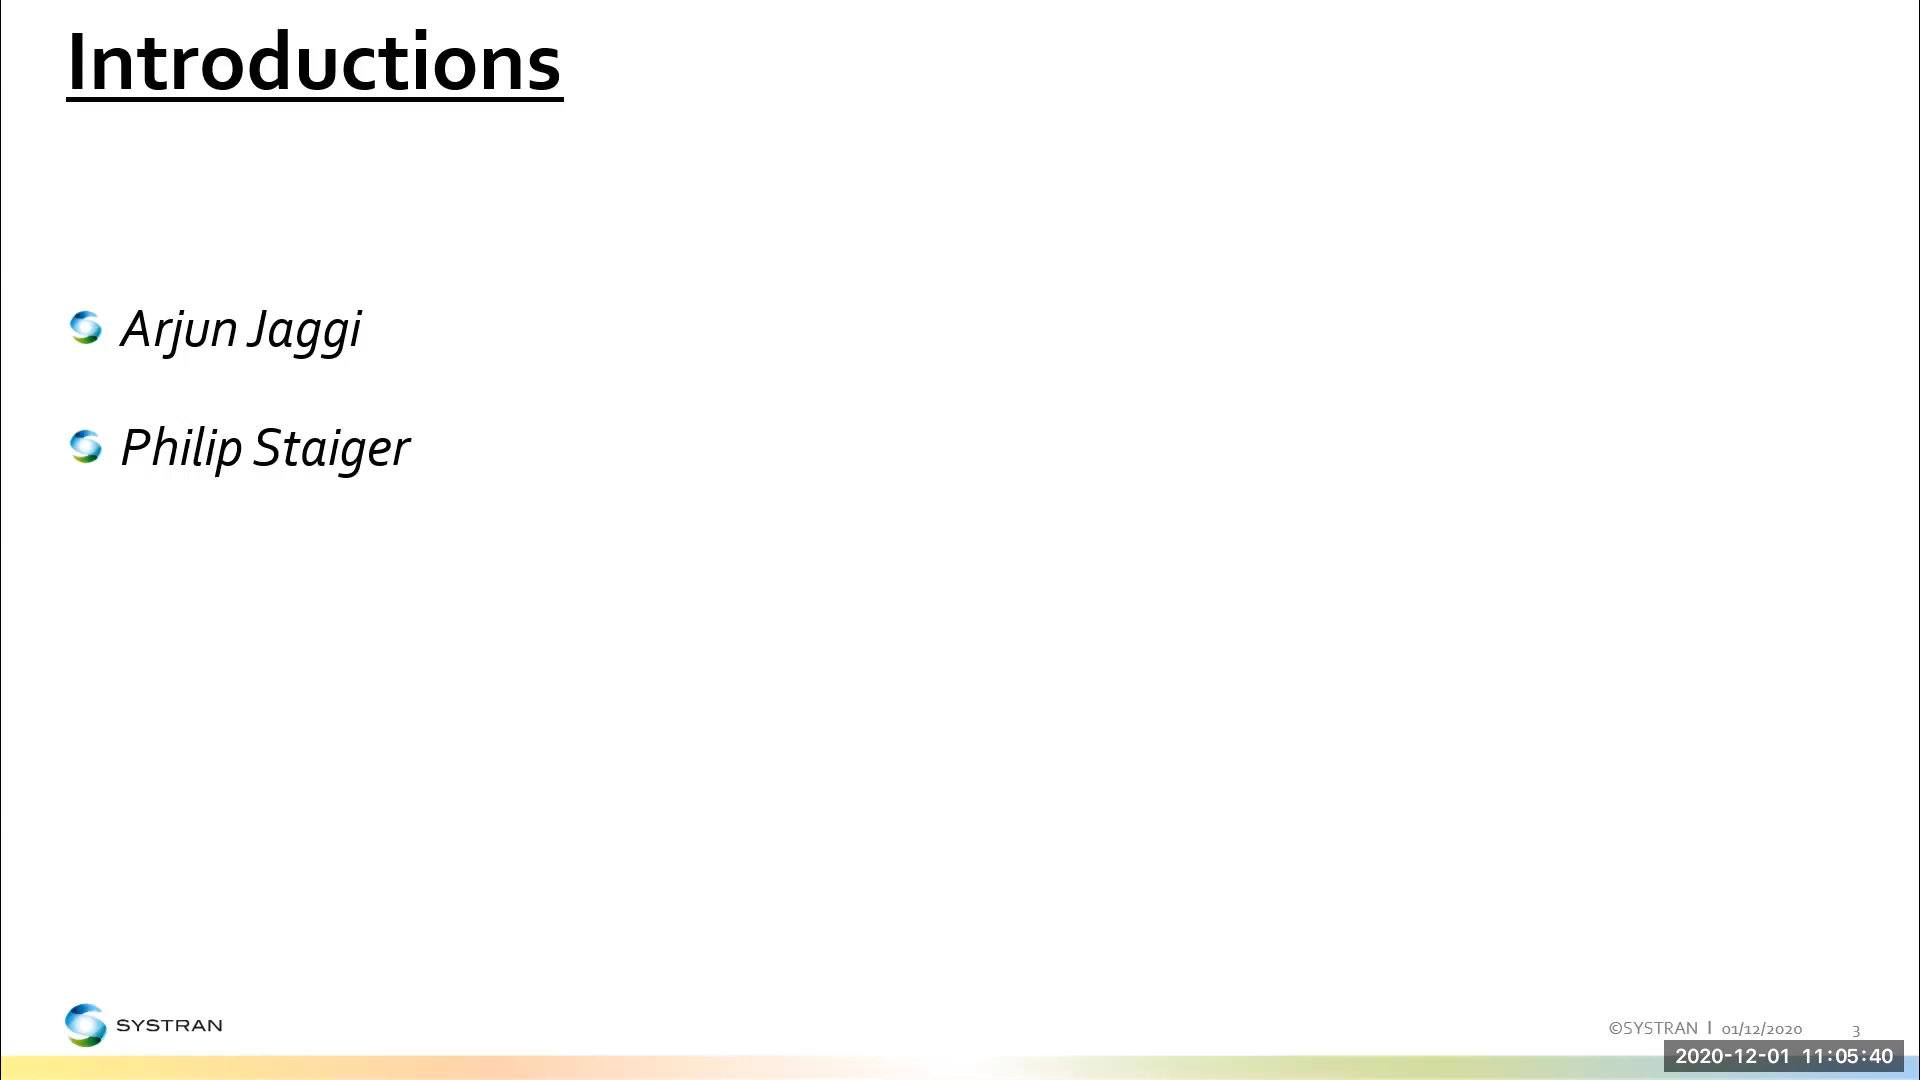 Introductions
Arjun Jaggi
Philip Staiger
SYSTRAN
©SYSTRAN | 01/12/2020 3
2020-12-01 11:05:40